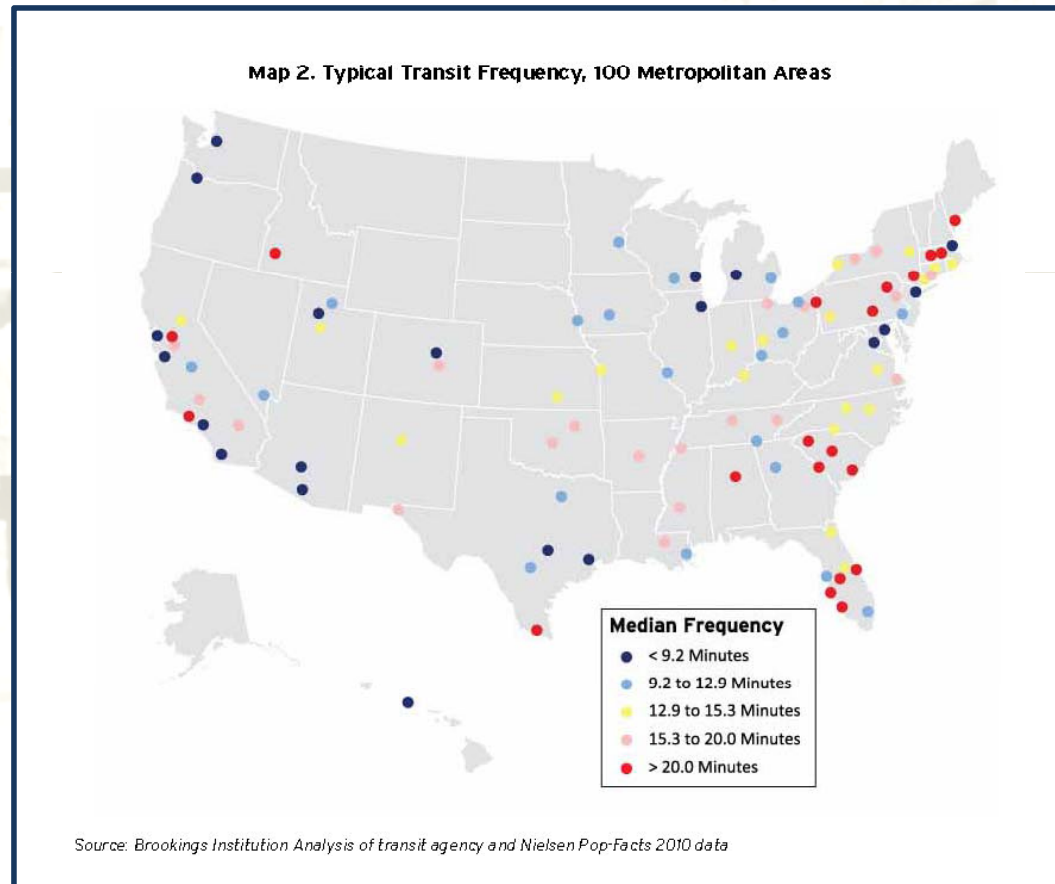 Map 2. Typical Transit Frequency, 100 Metropolitan Areas
Median Frequency
< 9.2 Minutes
9.2 to 12.9 Minutes
12.9 to 15.3 Minutes
15.3 to 20.0 Minutes
> 20.0 Minutes
Source: Brookings Institution Analysis of transit agency and Nielsen Pop-Facts 2010 data